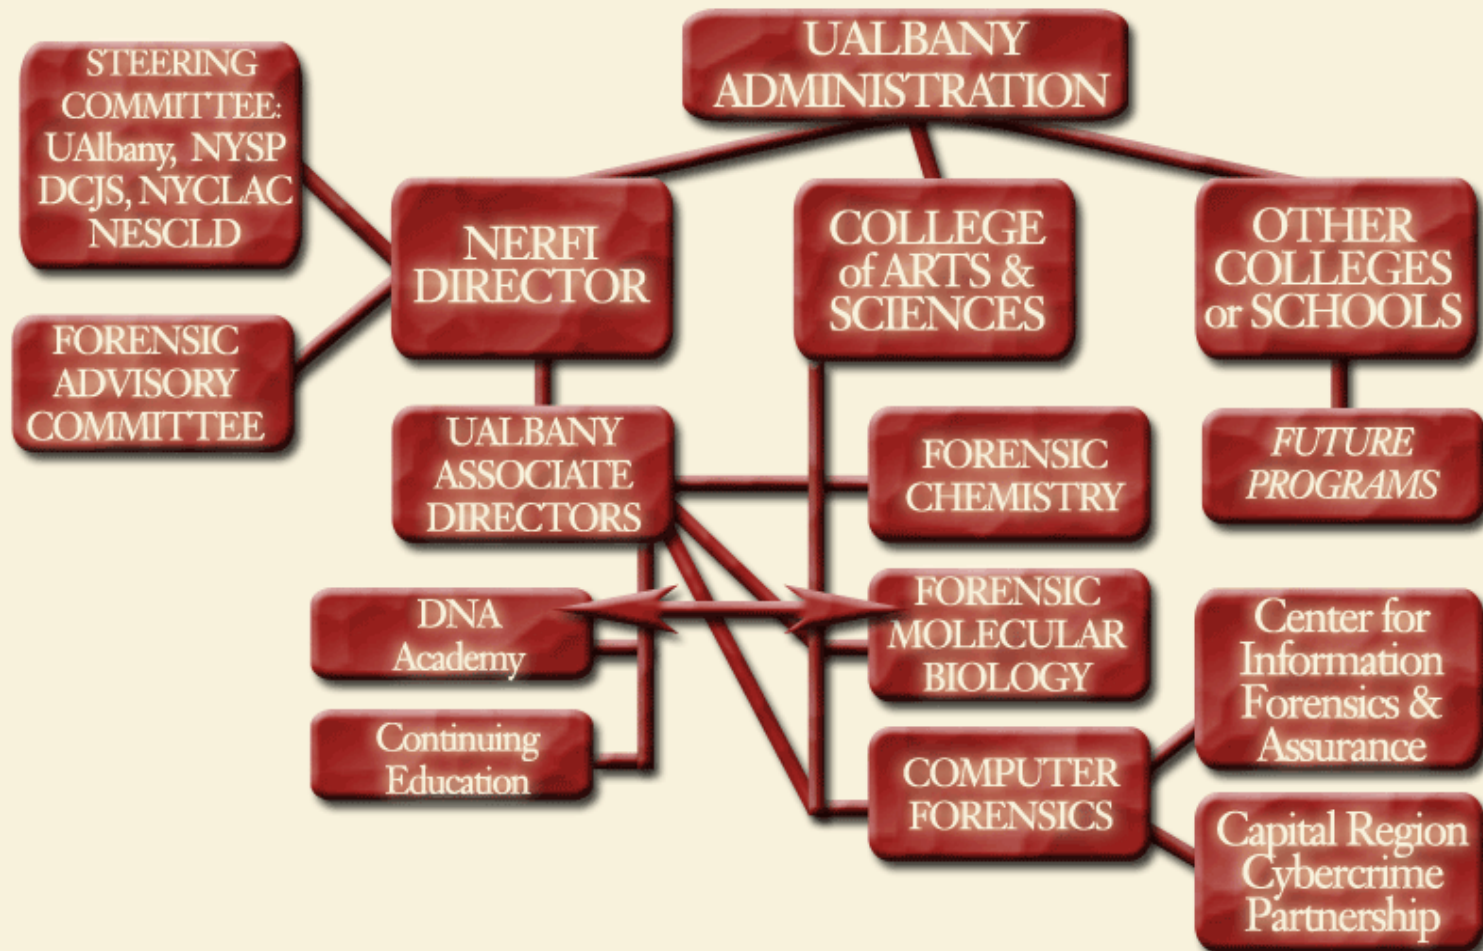 UALBANY
ADMINISTRATION
STEERING
COMMITTEE:
UAlbany, NYSP
DCJS, NYCLAC
NESCLD
NERFI
DIRECTOR
COLLEGE
of ARTS &
SCIENCES
OTHER
COLLEGES
or SCHOOLS
FORENSIC
ADVISORY
COMMITTEE
UALBANY
ASSOCIATE
DIRECTORS
FORENSIC
CHEMISTRY
FUTURE
PROGRAMS
DNA
Academy
FORENSIC
MOLECULAR
BIOLOGY
Center for
Information
Forensics &
Assurance
Continuing
Education
COMPUTER
FORENSICS
Capital Region
Cybercrime
Partnership